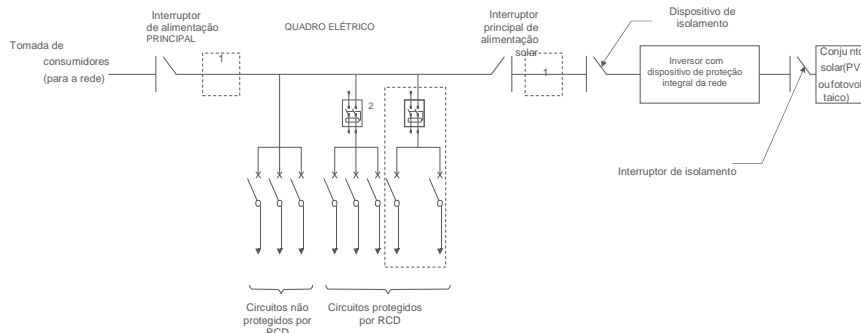 Interruptor
de alimentação
PRINCIPAL
QUADRO ELÉTRICO
Interruptor
principal de
alimentação
solar
Dispositivo de
isolamento
Tomada de
consumidores
(para a rede)
1
1
Inversor com
dispositivo de proteção
integral da rede
Conju nto
solar(PV
ou fotovol
taico)
2
Interruptor de isolamento
Circuitos não
protegidos por
RCD
Circuitos protegidos
por RCD